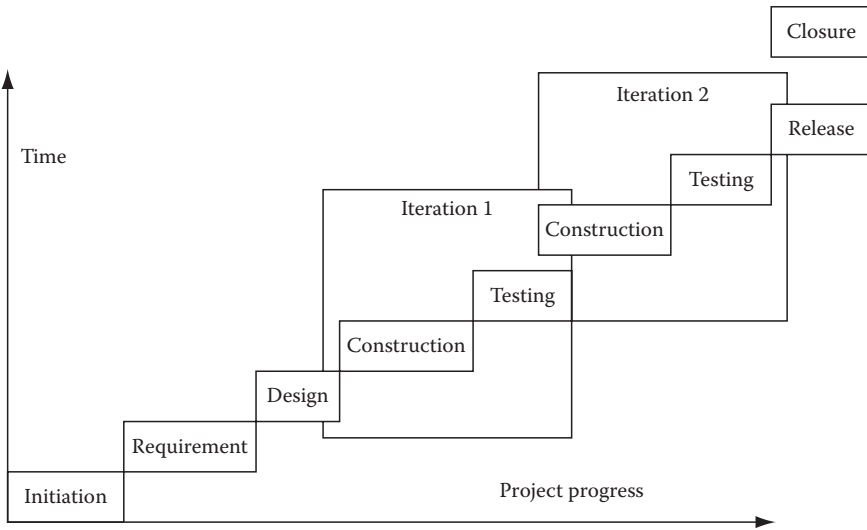 Closure
Iteration 2
Release
Time
Testing
Iteration 1
Construction
Testing
Construction
Design
Requirement
Initiation
Project progress